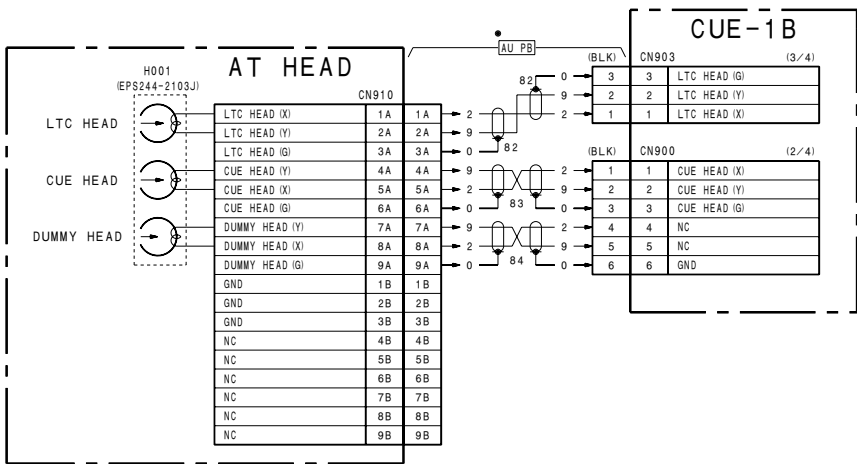 CUE-1B
AU PB
(BLK) CN903 (3/4)
3 3 LTC HEAD (G)
2 2 LTC HEAD (Y)
1 1 LTC HEAD (X)
(BLK) CN900 (2/4)
1 1 CUE HEAD (X)
2 2 CUE HEAD (Y)
3 3 CUE HEAD (G)
4 4 NC
5 5 NC
6 6 GND
AT HEAD
H001
(EPS244-2103J)
CN910
LTC HEAD
CUE HEAD
DUMMY HEAD
LTC HEAD (X) 1A 1A 2
LTC HEAD (Y) 2A 2A 9
LTC HEAD (G) 3A 3A 0
CUE HEAD (Y) 4A 4A 9
CUE HEAD (X) 5A 5A 2
CUE HEAD (G) 6A 6A 0
DUMMY HEAD (Y) 7A 7A 9
DUMMY HEAD (X) 8A 8A 2
DUMMY HEAD (G) 9A 9A 0
GND 1B 1B
GND 2B 2B
GND 3B 3B
NC 4B 4B
NC 5B 5B
NC 6B 6B
NC 7B 7B
NC 8B 8B
NC 9B 9B
82 0
9
2
82
2
9
83 0
2
9
84 0